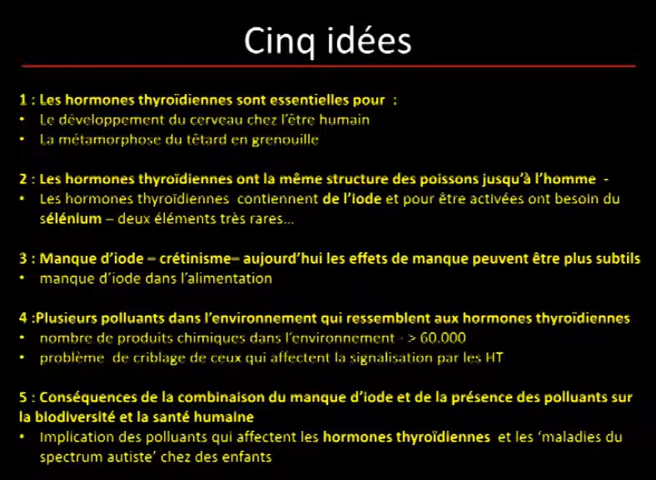 Cinq idées
1 : Les hormones thyroïdiennes sont essentielles pour :
• Le développement du cerveau chez l'être humain
• La métamorphose du têtard en grenouille
2 : Les hormones thyroïdiennes ont la même structure des poissons jusqu'à l'homme -
• Les hormones thyroïdiennes contiennent de l'iode et pour être activées ont besoin du
sélénium – deux éléments très rares...
3 : Manque d'iode = crétinisme= aujourd'hui les effets de manque peuvent être plus subtils
• manque d'iode dans l'alimentation
4 :Plusieurs polluants dans l'environnement qui ressemblent aux hormones thyroïdiennes
• nombre de produits chimiques dans l'environnement - > 60.000
• problème de criblage de ceux qui affectent la signalisation par les HT
5 : Conséquences de la combinaison du manque d'iode et de la présence des polluants sur
la biodiversité et la santé humaine
• Implication des polluants qui affectent les hormones thyroïdiennes et les 'maladies du
spectrum autiste' chez des enfants